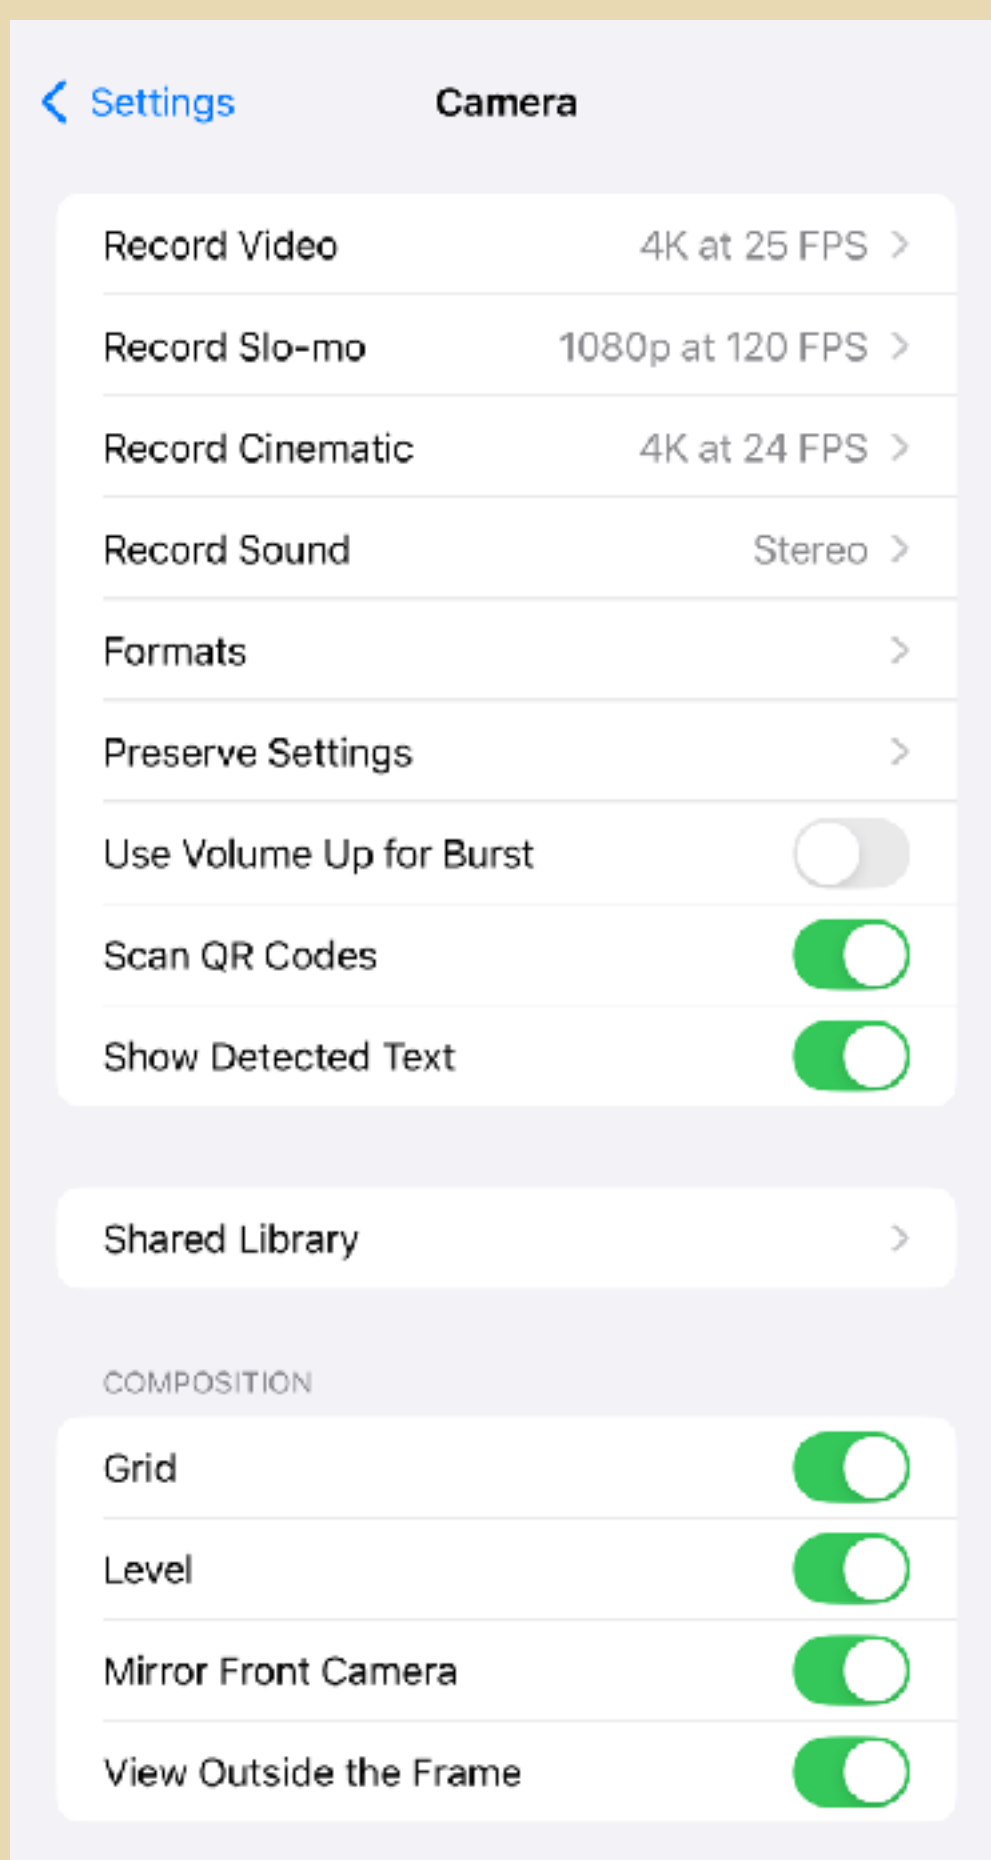 Settings Camera
Record Video 4K at 25 FPS
Record Slo-mo 1080p at 120 FPS
Record Cinematic 4K at 24 FPS
Record Sound Stereo
Formats
Preserve Settings
Use Volume Up for Burst
Scan QR Codes
Show Detected Text
Shared Library
COMPOSITION
Grid
Level
Mirror Front Camera
View Outside the Frame